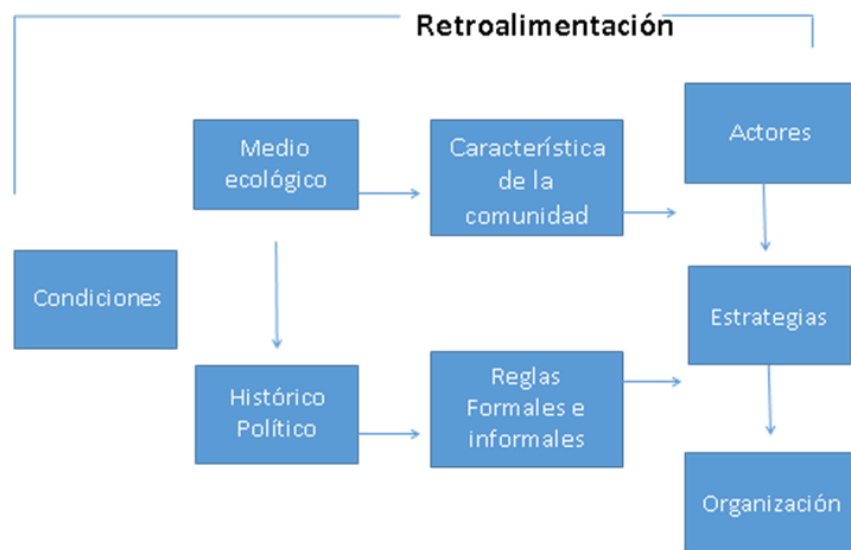 Retroalimentación
Medio
ecológico
Característica
de la
comunidad
Actores
Condiciones
Estrategias
Histórico
Político
Reglas
Formales e
informales
Organización